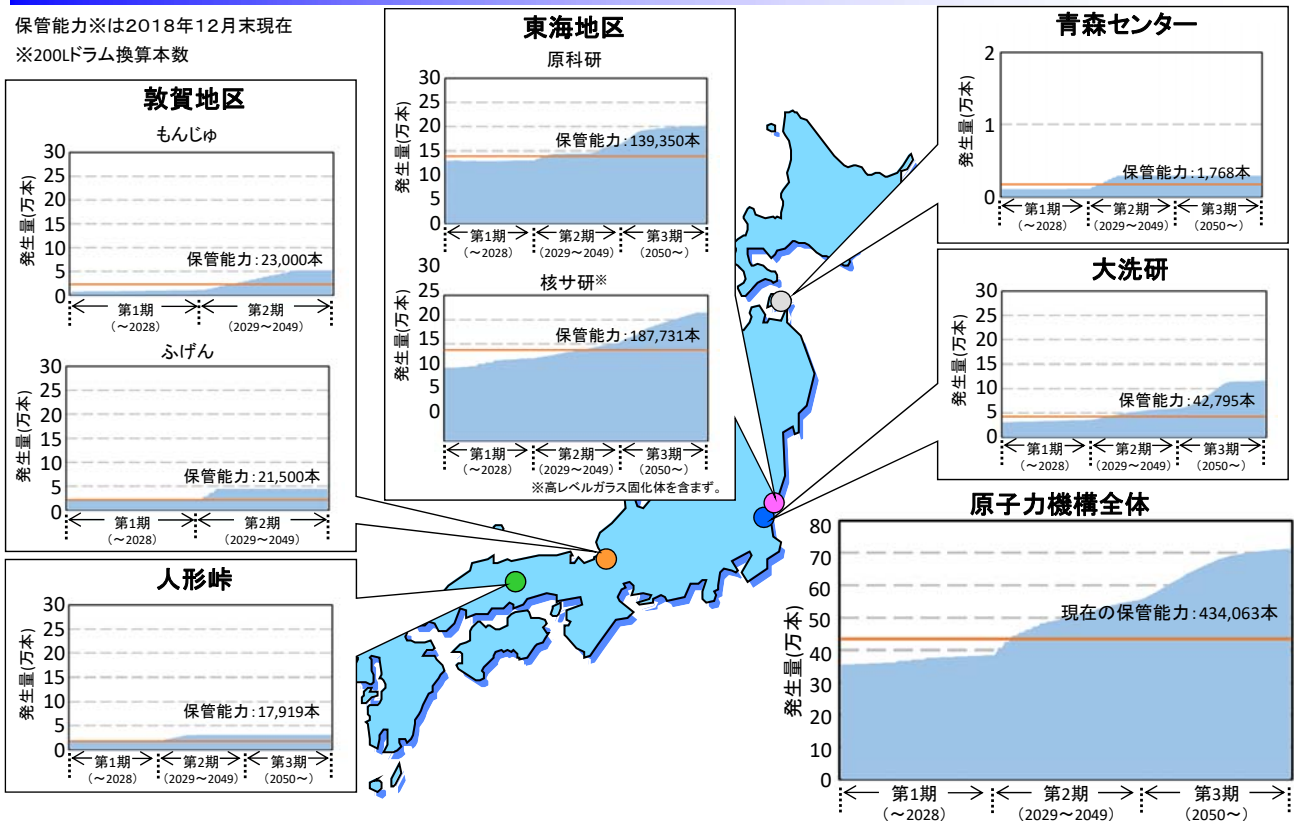 保管能力※は2018年12月末現在
※200Lドラム換算本数
敦賀地区
もんじゅ
発生量(万本)
30
25
20
15
10
5
0
保管能力:23,000本
第1期
(~2028)
第2期
(2029~2049)
ふげん
発生量(万本)
30
25
20
15
10
5
0
保管能力:21,500本
第1期
(~2028)
第2期
(2029~2049)
人形峠
発生量(万本)
30
25
20
15
10
5
0
保管能力:17,919本
第1期
(~2028)
第2期
(2029~2049)
第3期
(2050~)
東海地区
原科研
発生量(万本)
30
25
20
15
10
5
0
保管能力:139,350本
第1期
(~2028)
第2期
(2029~2049)
第3期
(2050~)
核サ研※
発生量(万本)
30
25
20
15
10
5
0
保管能力:187,731本
第1期
(~2028)
第2期
(2029~2049)
第3期
(2050~)
※高レベルガラス固化体を含まず。
青森センター
発生量(万本)
2
1
0
保管能力:1,768本
第1期
(~2028)
第2期
(2029~2049)
第3期
(2050~)
大洗研
発生量(万本)
30
25
20
15
10
5
0
保管能力:42,795本
第1期
(~2028)
第2期
(2029~2049)
第3期
(2050~)
原子力機構全体
発生量(万本)
80
70
60
50
40
30
20
10
0
現在の保管能力:434,063本
第1期
(~2028)
第2期
(2029~2049)
第3期
(2050~)